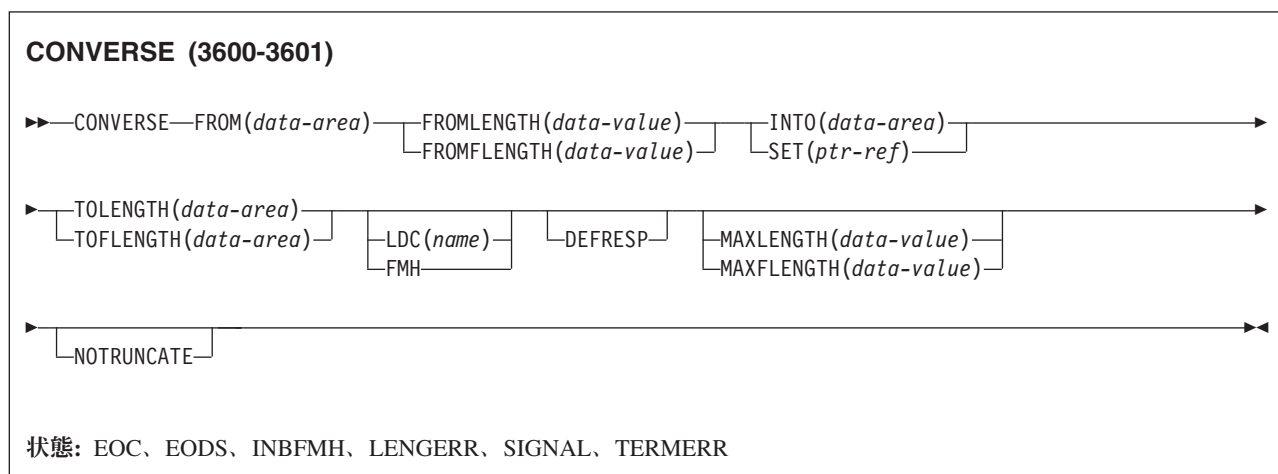 CONVERSE (3600-3601)
CONVERSE FROM(data-area) FROMLENGTH(data-value) INTO(data-area)
FROMFLENGTH(data-value) SET(ptr-ref)
TOLENGTH(data-area)
TOFLENGTH(data-area) LDC(name) DEFRESP MAXLENGTH(data-value)
FMH MAXFLENGTH(data-value)
NOTRUNCATE
状態: EOC、EODS、INBFMH、LENGERR、SIGNAL、TERMERR